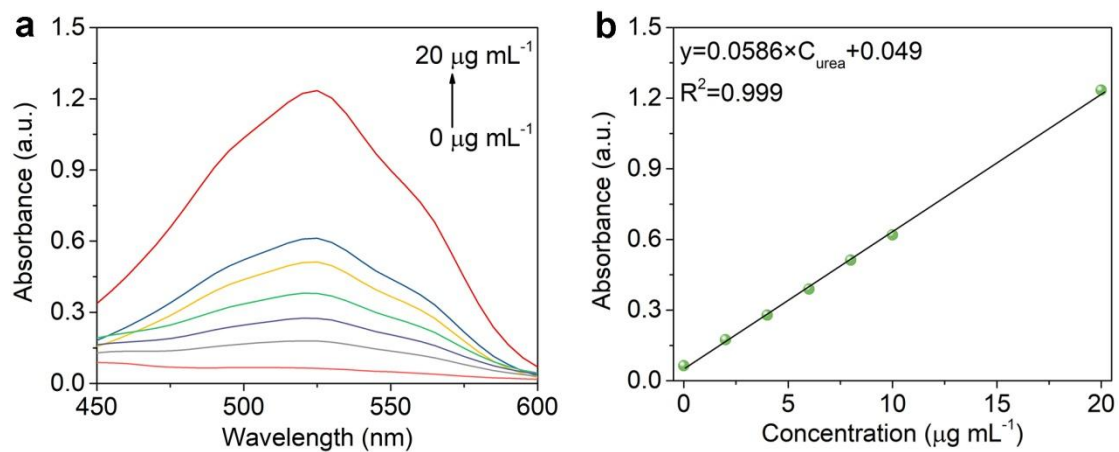 a
1.5
1.2
0.9
0.6
0.3
0.0
Absorbance (a.u.)
20 μg mL⁻¹
0 μg mL⁻¹
450
500
550
600
Wavelength (nm)
b
1.5
1.2
0.9
0.6
0.3
0.0
Absorbance (a.u.)
y=0.0586×C_urea+0.049
R²=0.999
0
5
10
15
20
Concentration (μg mL⁻¹)